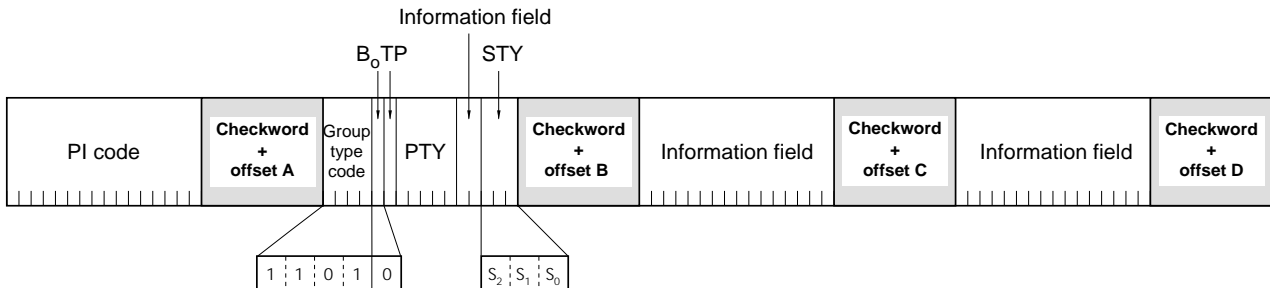 Information field
BₒTP
STY
PI code
Checkword
+
offset A
Group
type
code
PTY
Checkword
+
offset B
Information field
Checkword
+
offset C
Information field
Checkword
+
offset D
1 1 0 1 0
S₂ S₁ S₀